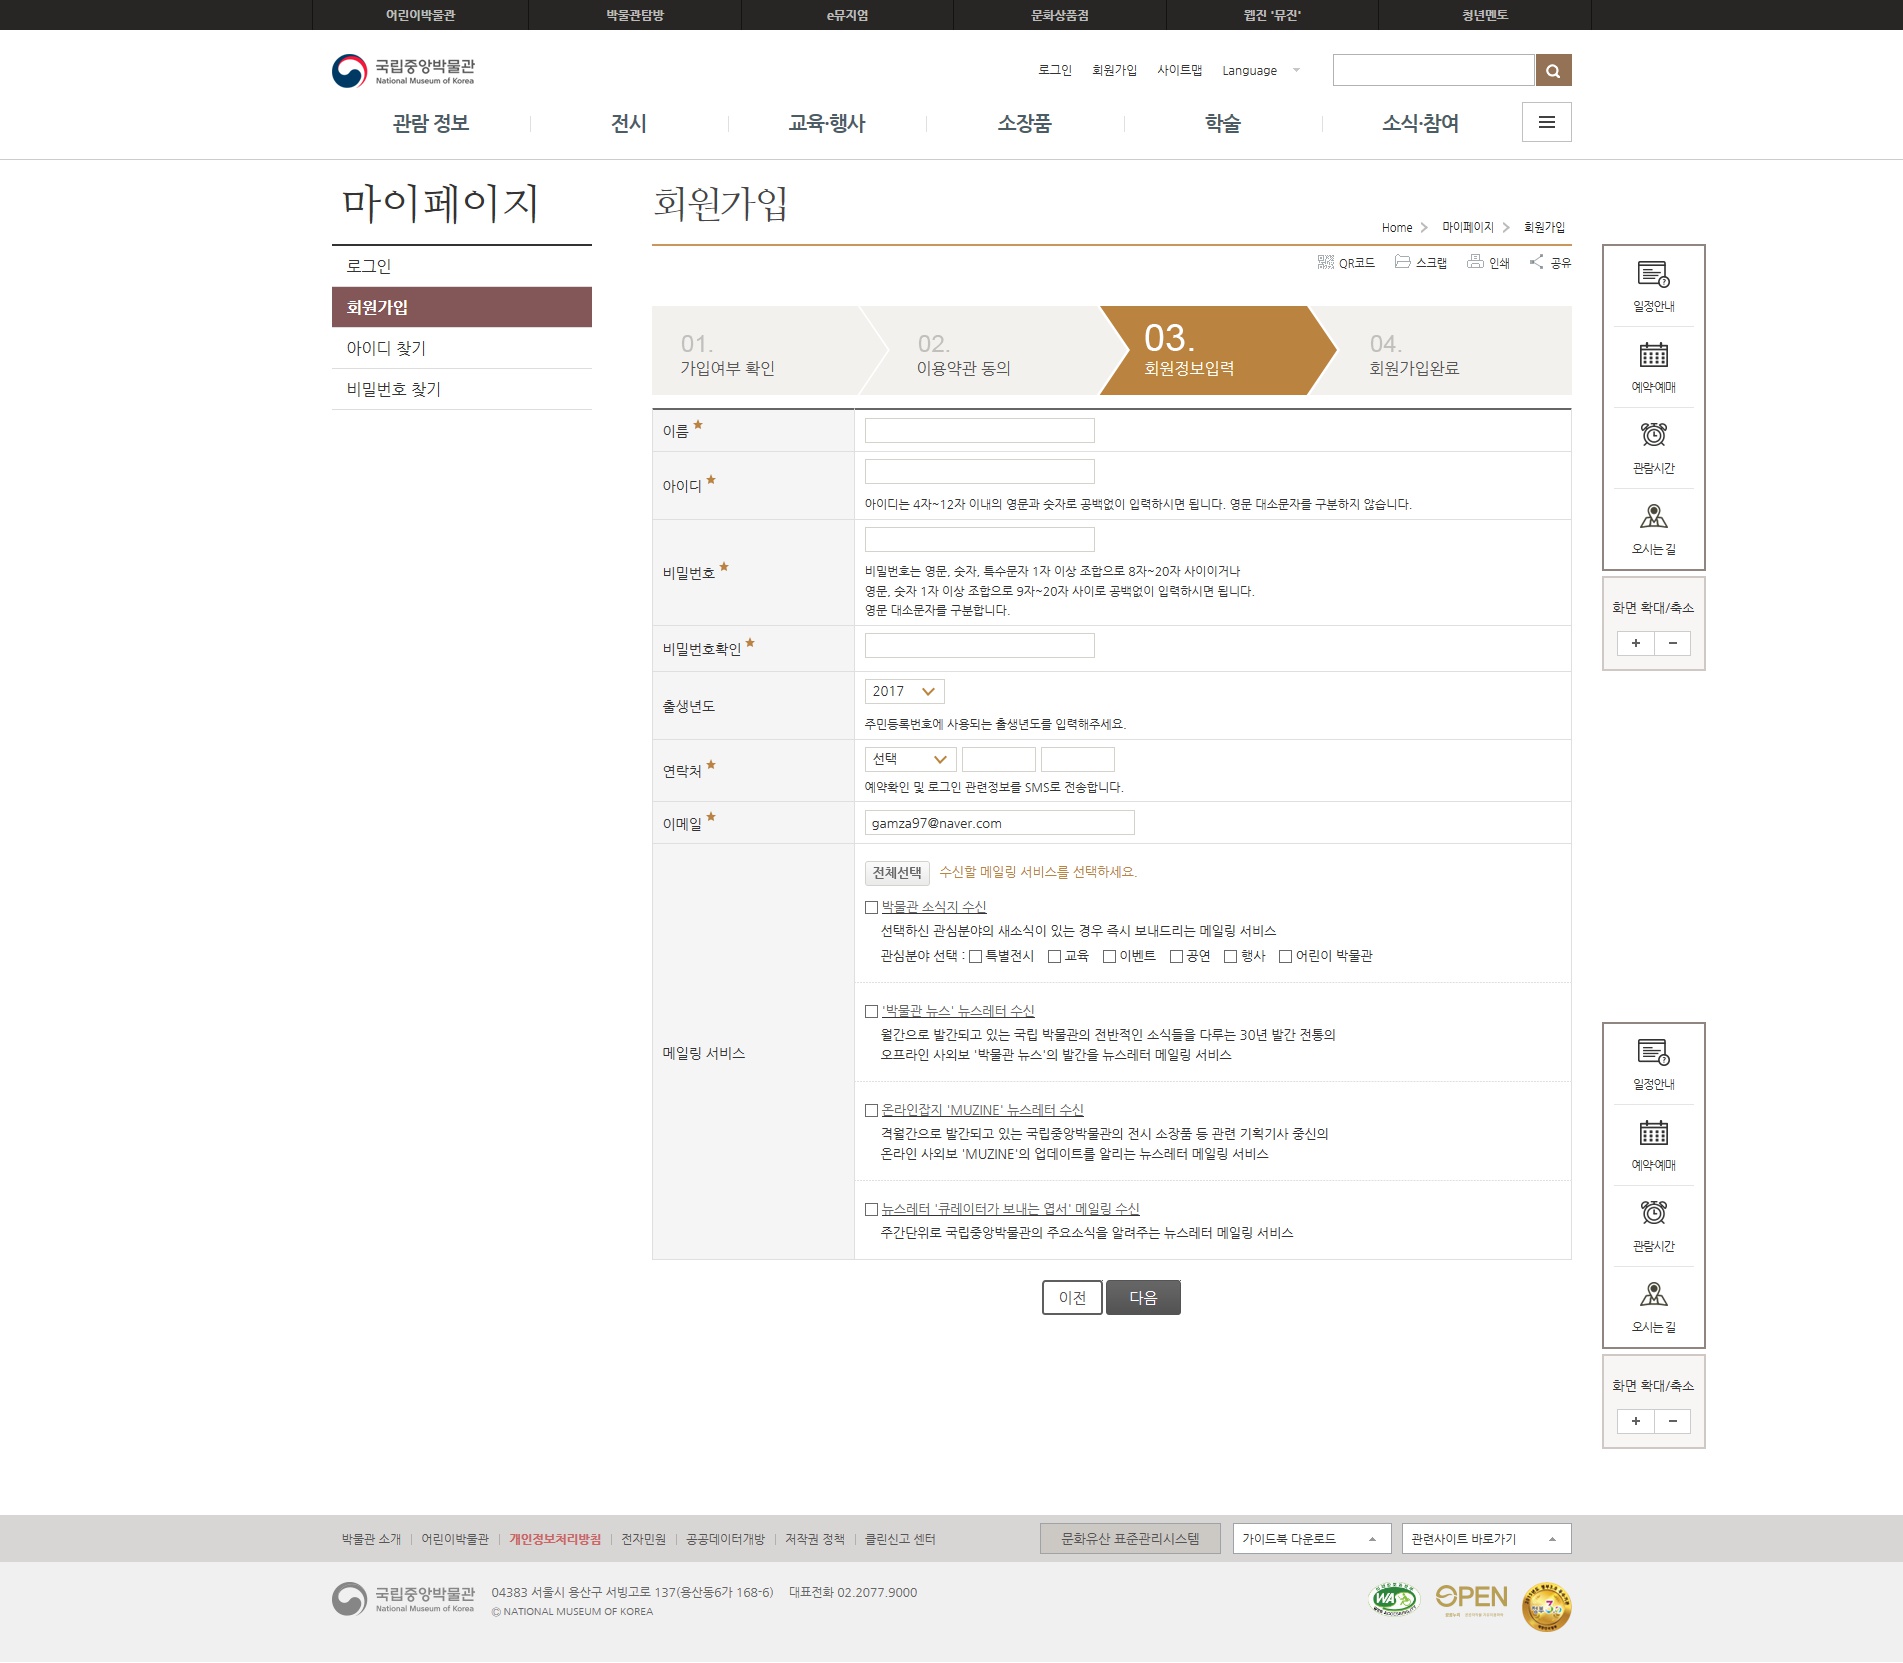 어린이박물관
박물관탐방
e뮤지엄
문화상품점
웹진 '뮤진'
청년멘토
국립중앙박물관
National Museum of Korea
로그인
회원가입
사이트맵
Language
관람 정보
전시
교육·행사
소장품
학술
소식·참여
마이페이지
로그인
회원가입
아이디 찾기
비밀번호 찾기
회원가입
Home
마이페이지
회원가입
QR코드
스크랩
인쇄
공유
01.
가입여부 확인
02.
이용약관 동의
03.
회원정보입력
04.
회원가입완료
이름 ★
아이디 ★
아이디는 4자~12자 이내의 영문과 숫자로 공백없이 입력하시면 됩니다. 영문 대소문자를 구분하지 않습니다.
비밀번호 ★
비밀번호는 영문, 숫자, 특수문자 1자 이상 조합으로 8자~20자 사이이거나
영문, 숫자 1자 이상 조합으로 9자~20자 사이로 공백없이 입력하시면 됩니다.
영문 대소문자를 구분합니다.
비밀번호확인 ★
출생년도
2017
주민등록번호에 사용되는 출생년도를 입력해주세요.
연락처 ★
선택
예약확인 및 로그인 관련정보를 SMS로 전송합니다.
이메일 ★
gamza97@naver.com
메일링 서비스
전체선택 수신할 메일링 서비스를 선택하세요.
박물관 소식지 수신
선택하신 관심분야의 새소식이 있는 경우 즉시 보내드리는 메일링 서비스
관심분야 선택 : 특별전시 교육 이벤트 공연 행사 어린이 박물관
'박물관 뉴스' 뉴스레터 수신
월간으로 발간되고 있는 국립 박물관의 전반적인 소식들을 다루는 30년 발간 전통의
오프라인 사외보 '박물관 뉴스'의 발간을 뉴스레터 메일링 서비스
온라인잡지 'MUZINE' 뉴스레터 수신
격월간으로 발간되고 있는 국립중앙박물관의 전시 소장품 등 관련 기획기사 중신의
온라인 사외보 'MUZINE'의 업데이트를 알리는 뉴스레터 메일링 서비스
뉴스레터 '큐레이터가 보내는 엽서' 메일링 수신
주간단위로 국립중앙박물관의 주요소식을 알려주는 뉴스레터 메일링 서비스
이전
다음
일정안내
예약·예매
관람시간
오시는 길
화면 확대/축소
+
-
일정안내
예약·예매
관람시간
오시는 길
화면 확대/축소
+
-
박물관 소개
어린이박물관
개인정보처리방침
전자민원
공공데이터개방
저작권 정책
클린신고 센터
문화유산 표준관리시스템
가이드북 다운로드
관련사이트 바로가기
국립중앙박물관
National Museum of Korea
04383 서울시 용산구 서빙고로 137(용산동6가 168-6) 대표전화 02.2077.9000
© NATIONAL MUSEUM OF KOREA
WA
OPEN